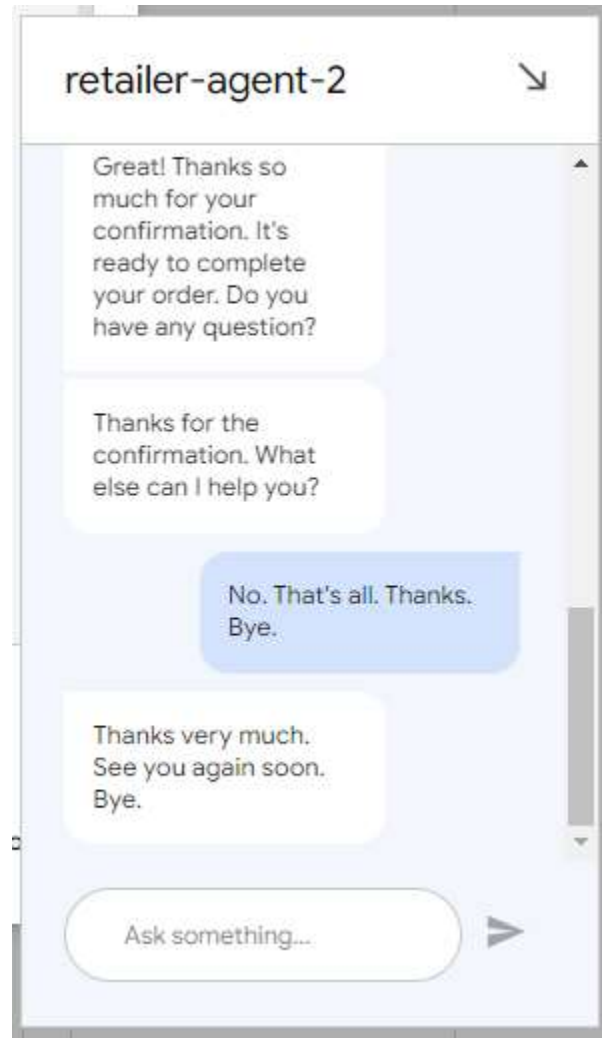 retailer-agent-2
Great! Thanks so
much for your
confirmation. It's
ready to complete
your order. Do you
have any question?
Thanks for the
confirmation. What
else can I help you?
No. That's all. Thanks.
Bye.
Thanks very much.
See you again soon.
Bye.
Ask something...